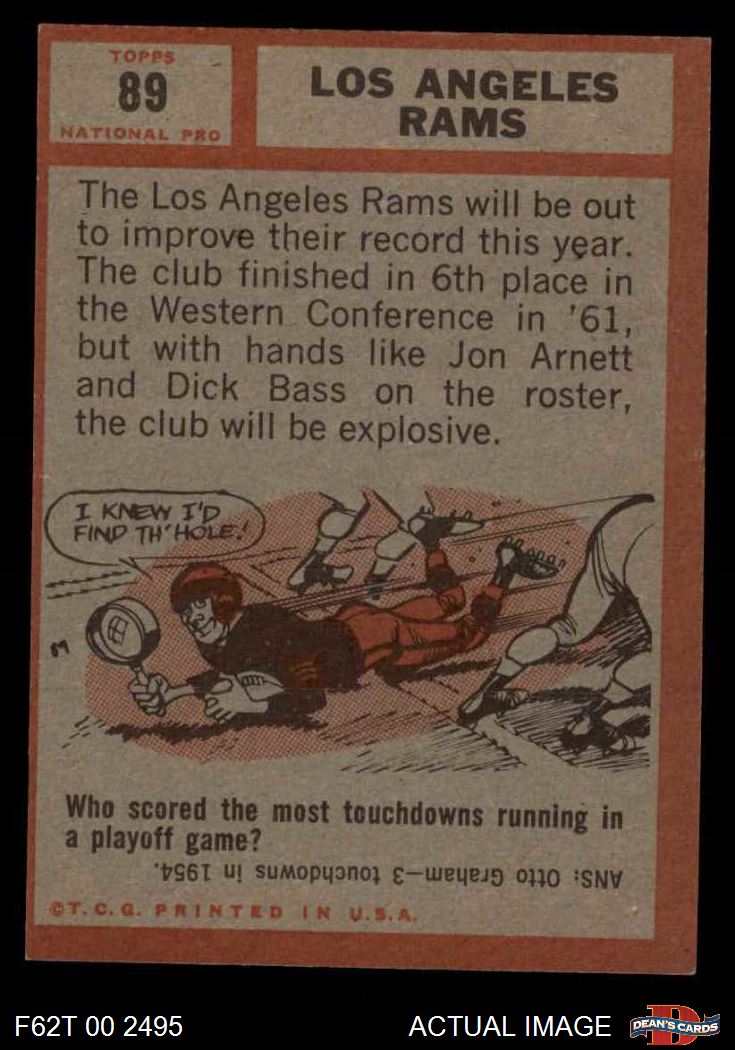 TOPPS
89
NATIONAL PRO
LOS ANGELES
RAMS
The Los Angeles Rams will be out
to improve their record this year.
The club finished in 6th place in
the Western Conference in '61,
but with hands like Jon Arnett
and Dick Bass on the roster,
the club will be explosive.
I KNEW I'D
FIND TH' HOLE!
Who scored the most touchdowns running in
a playoff game?
ANS: Otto Graham—3 touchdowns in 1954.
©T.C.G. PRINTED IN U.S.A.
F62T 00 2495
ACTUAL IMAGE
DEAN'S CARDS